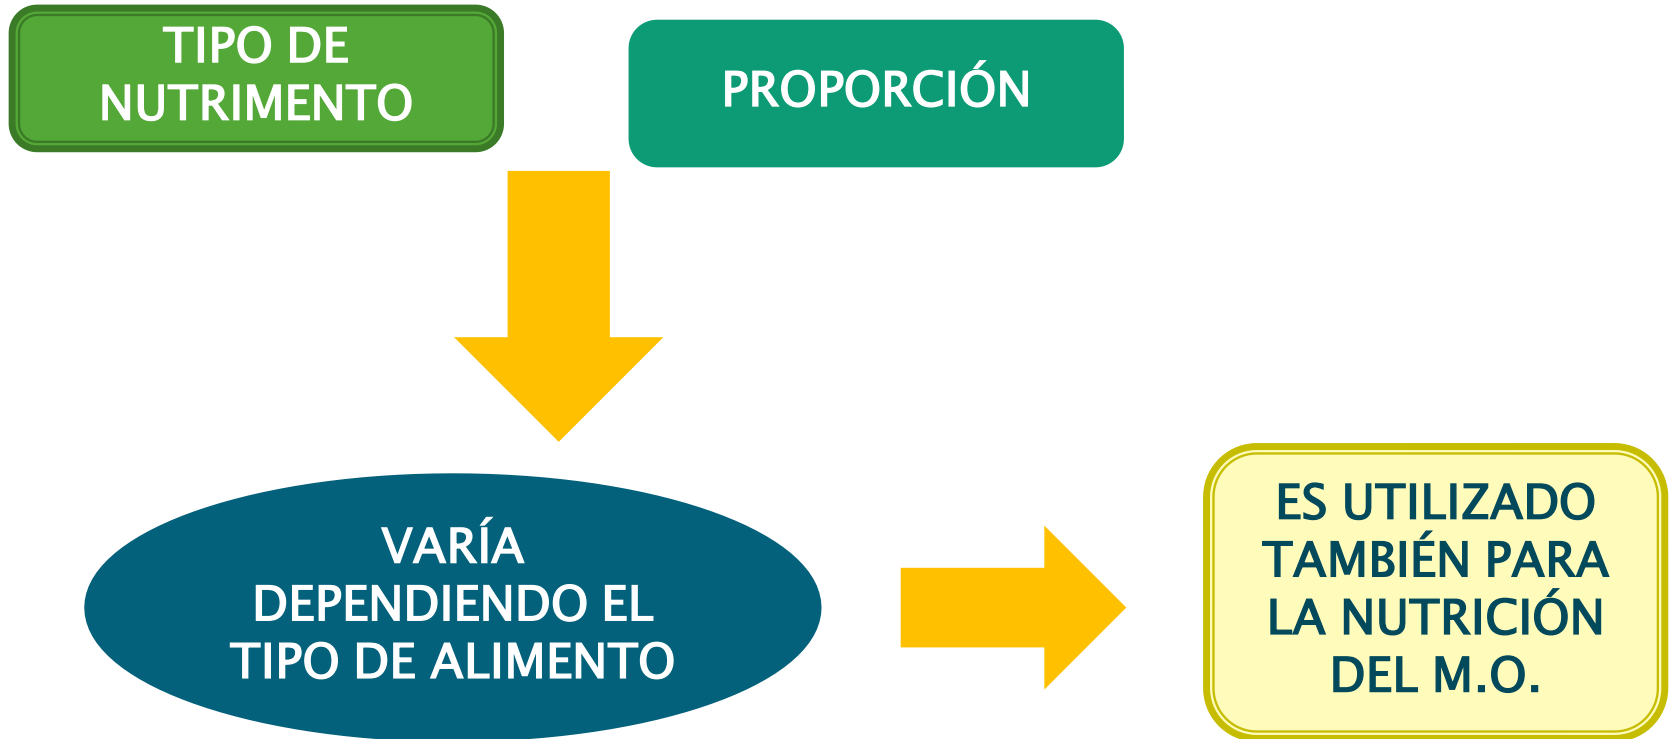 TIPO DE
NUTRIMENTO
PROPORCIÓN
VARÍA
DEPENDIENDO EL
TIPO DE ALIMENTO
ES UTILIZADO
TAMBIÉN PARA
LA NUTRICIÓN
DEL M.O.